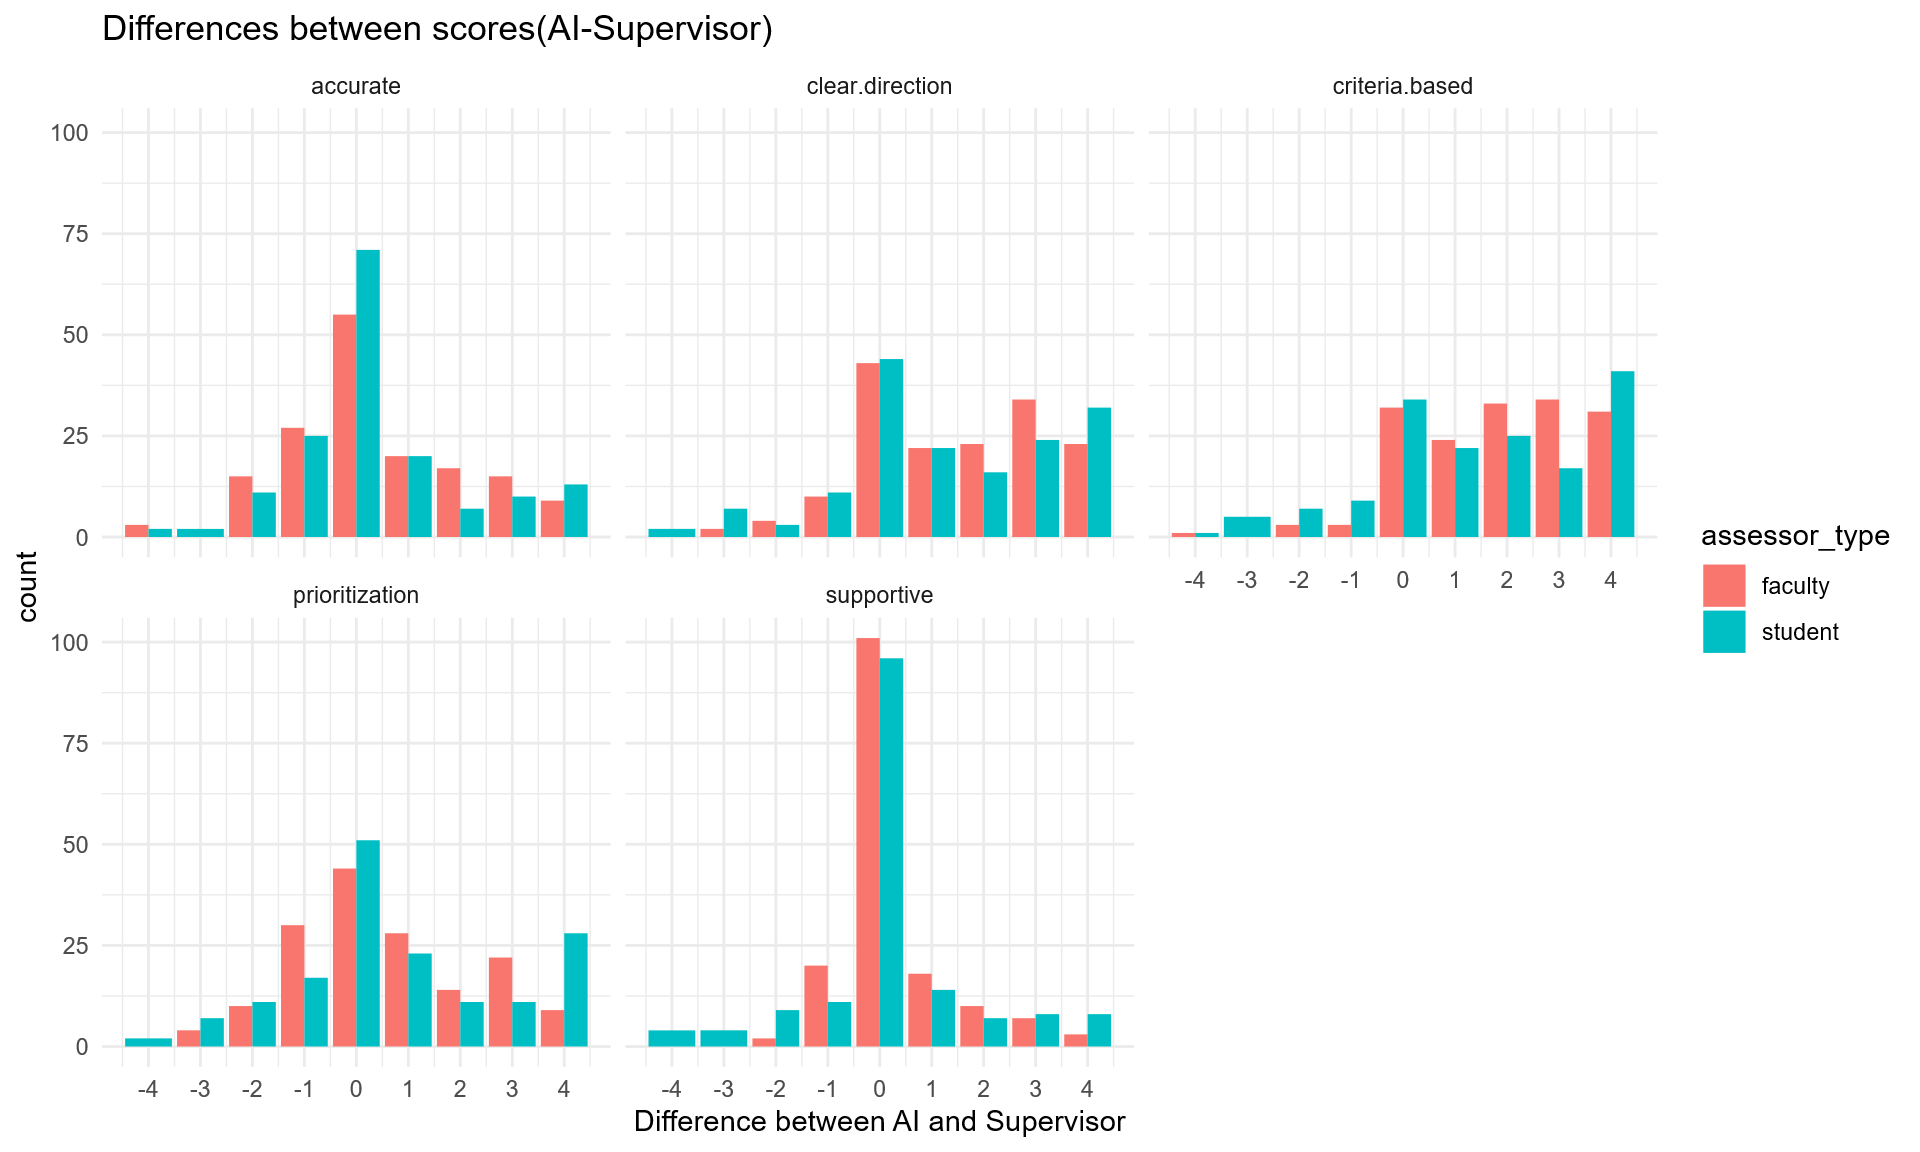 Differences between scores(AI-Supervisor)
accurate
clear.direction
criteria.based
100
75
50
25
0
-4 -3 -2 -1 0 1 2 3 4
prioritization
supportive
100
75
50
25
0
-4 -3 -2 -1 0 1 2 3 4
-4 -3 -2 -1 0 1 2 3 4
Difference between AI and Supervisor
count
assessor_type
faculty
student